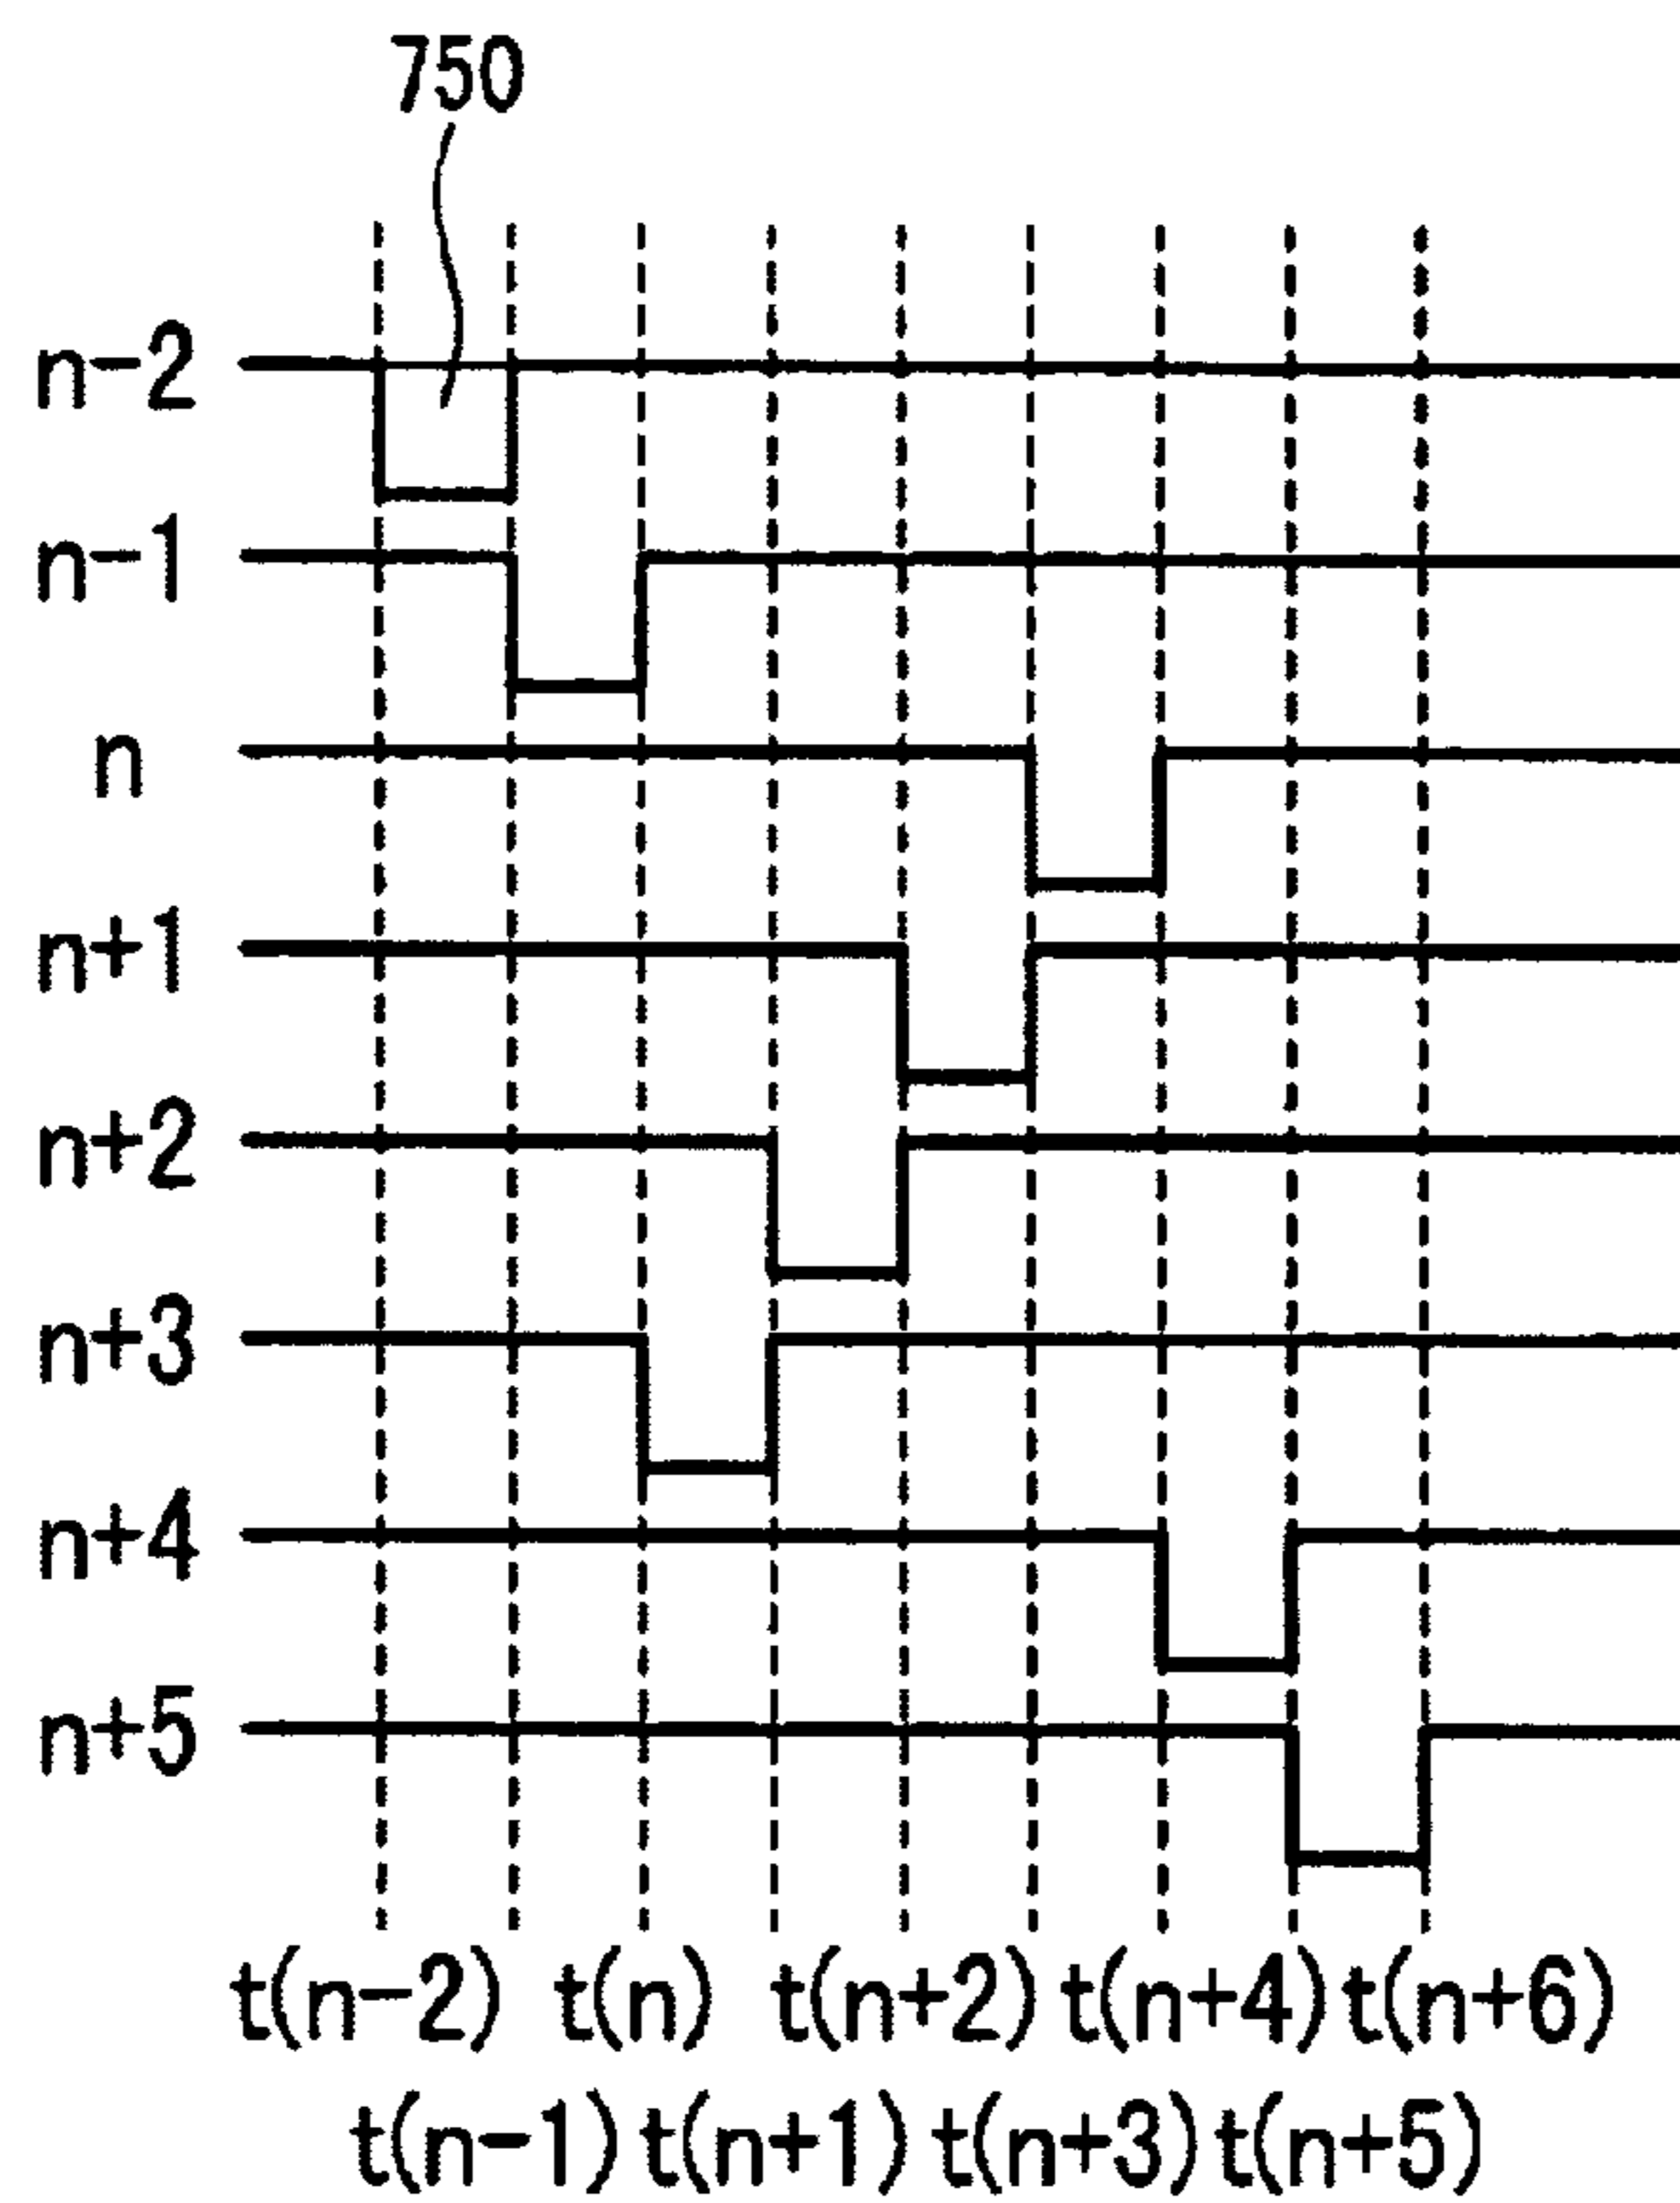 750
n-2
n-1
n
n+1
n+2
n+3
n+4
n+5
t(n-2) t(n) t(n+2) t(n+4) t(n+6)
t(n-1) t(n+1) t(n+3) t(n+5)